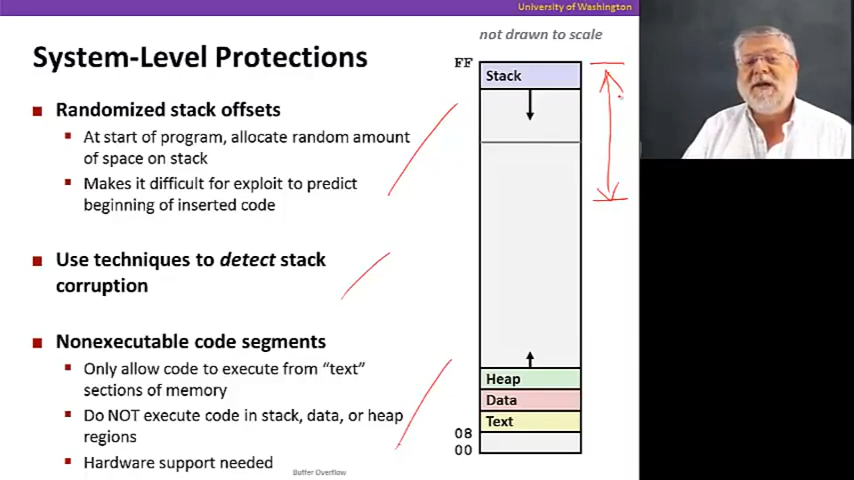 University of Washington
System-Level Protections
not drawn to scale
Randomized stack offsets
At start of program, allocate random amount
of space on stack
Makes it difficult for exploit to predict
beginning of inserted code
Use techniques to detect stack
corruption
Nonexecutable code segments
Only allow code to execute from “text”
sections of memory
Do NOT execute code in stack, data, or heap
regions
Hardware support needed
FF
Stack
Heap
Data
Text
08
00
Buffer Overflow